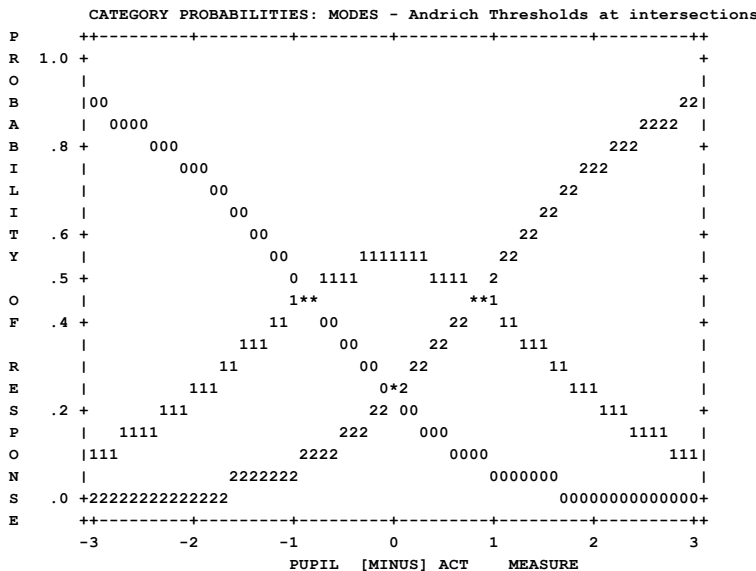 CATEGORY PROBABILITIES: MODES - Andrich Thresholds at intersections
P      ++---------+---------+---------+---------+---------+---------++
R  1.0 +                                                             +
O      |                                                             |
B      |00                                                         22|
A      |  0000                                                 2222  |
B   .8 +      000                                           222      +
I      |         000                                     222         |
L      |            00                                 22            |
I      |              00                             22              |
T   .6 +                00                         22                +
Y      |                  00       1111111       22                  |
    .5 +                    0  1111       1111  2                    +
O      |                    1**               **1                    |
F   .4 +                  11   00           22   11                  +
       |               111       00       22       111               |
R      |             11            00   22            11             |
E      |          111                0*2                111          |
S   .2 +       111                  22 00                  111       +
P      |   1111                  222     000                  1111   |
O      |111                  2222           0000                  111|
N      |              2222222                   0000000              |
S   .0 +22222222222222                                 00000000000000+
E      ++---------+---------+---------+---------+---------+---------++
       -3        -2        -1         0         1         2         3
                            PUPIL  [MINUS] ACT    MEASURE